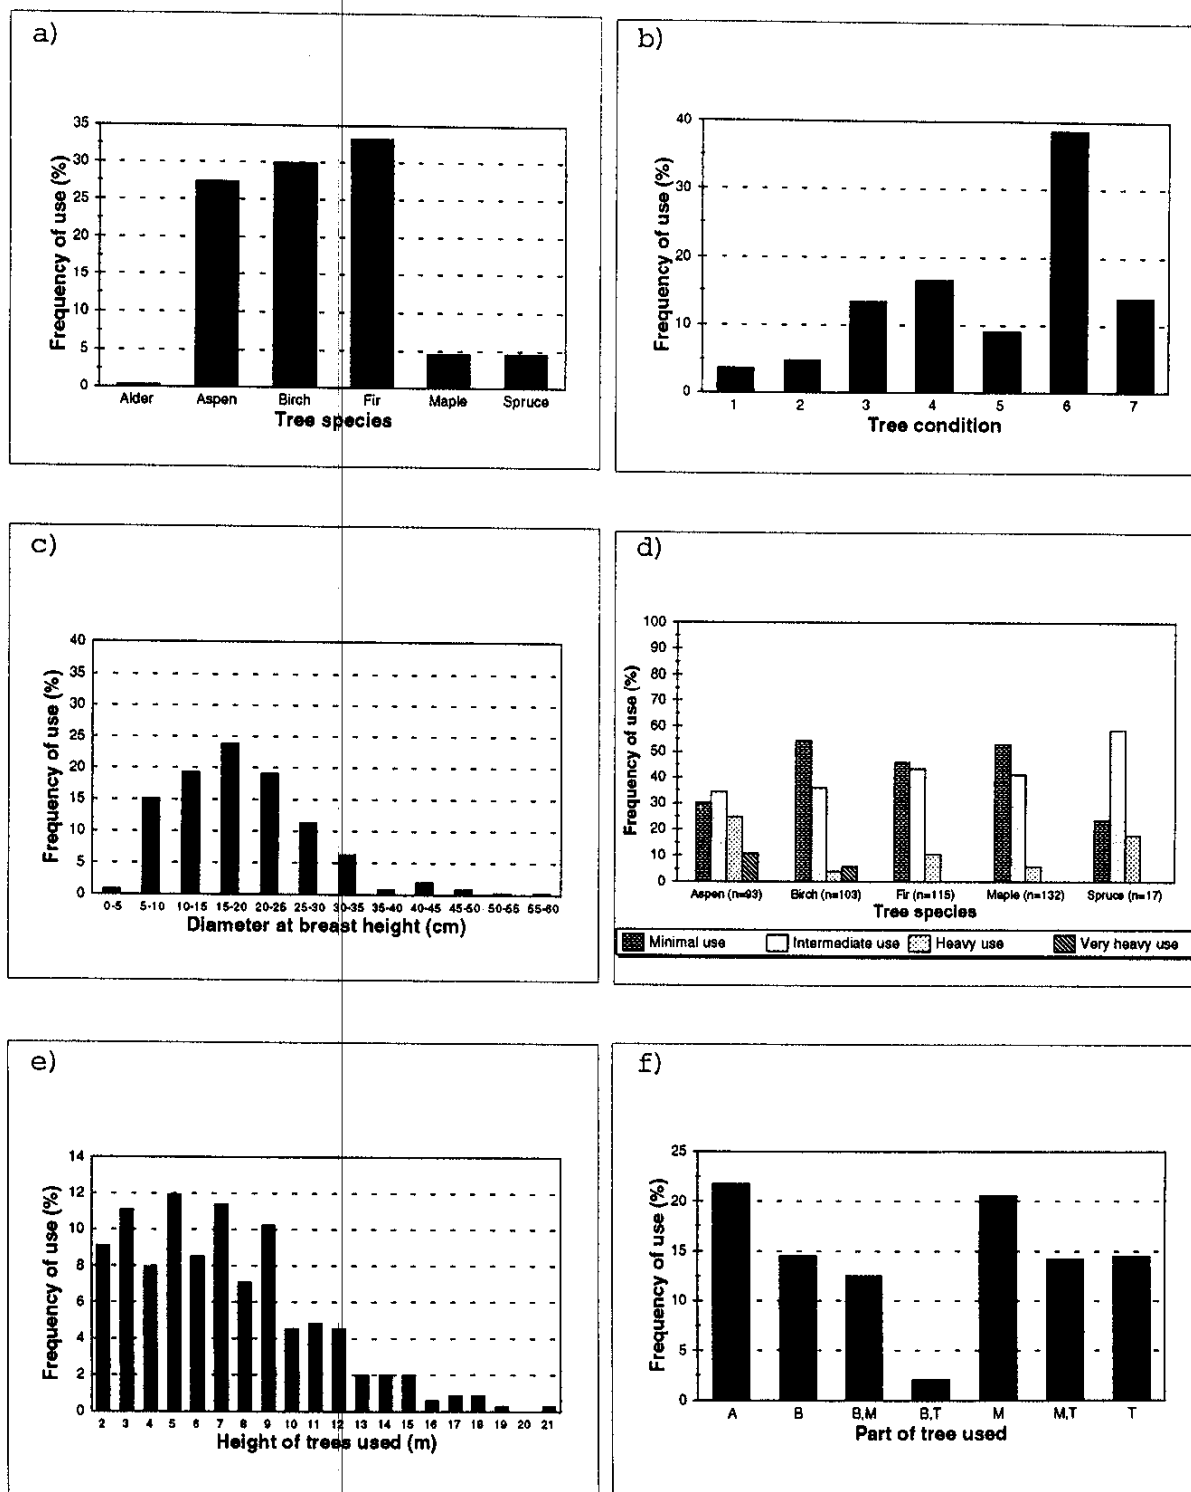 a)
35
30
25
20
15
10
5
0
Frequency of use (%)
Alder Aspen Birch Fir Maple Spruce
Tree species
b)
40
30
20
10
0
Frequency of use (%)
1 2 3 4 5 6 7
Tree condition
c)
40
35
30
25
20
15
10
5
0
Frequency of use (%)
0-5 5-10 10-15 15-20 20-25 25-30 30-35 35-40 40-45 45-50 50-55 55-60
Diameter at breast height (cm)
d)
100
90
80
70
60
50
40
30
20
10
0
Frequency of use (%)
Aspen (n=93) Birch (n=103) Fir (n=115) Maple (n=132) Spruce (n=17)
Tree species
Minimal use Intermediate use Heavy use Very heavy use
e)
14
12
10
8
6
4
2
0
Frequency of use (%)
2 3 4 5 6 7 8 9 10 11 12 13 14 15 16 17 18 19 20 21
Height of trees used (m)
f)
25
20
15
10
5
0
Frequency of use (%)
A B B,M B,T M M,T T
Part of tree used